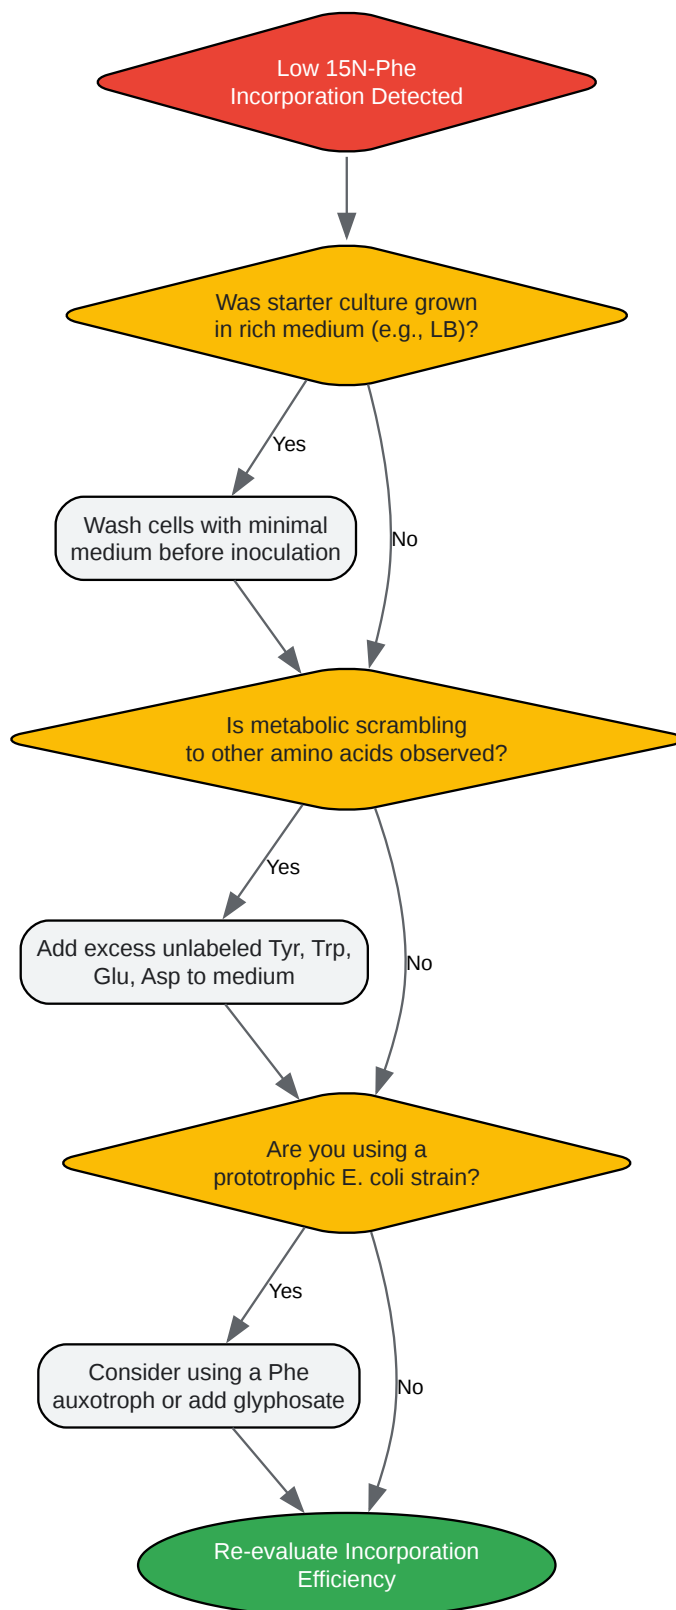 Low 15N-Phe
Incorporation Detected
Was starter culture grown
in rich medium (e.g., LB)?
Yes
Wash cells with minimal
medium before inoculation
No
Is metabolic scrambling
to other amino acids observed?
Yes
Add excess unlabeled Tyr, Trp,
Glu, Asp to medium
No
Are you using a
prototrophic E. coli strain?
Yes
Consider using a Phe
auxotroph or add glyphosate
No
Re-evaluate Incorporation
Efficiency